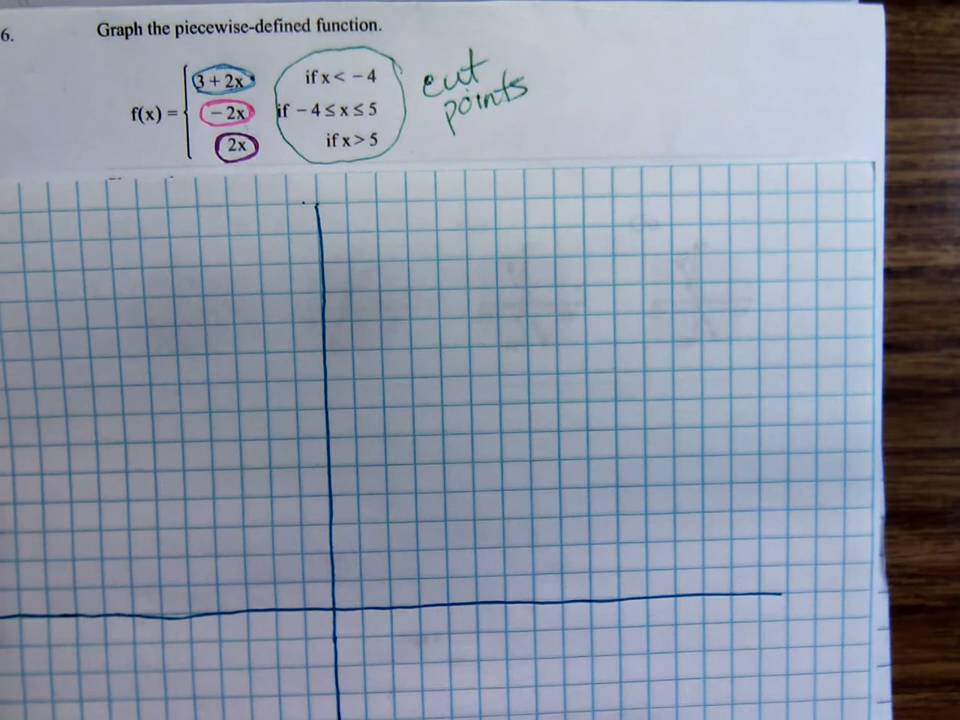 6. Graph the piecewise-defined function.
3 + 2x if x < - 4
f(x) = { - 2x if - 4 ≤ x ≤ 5
2x if x > 5
cut
points